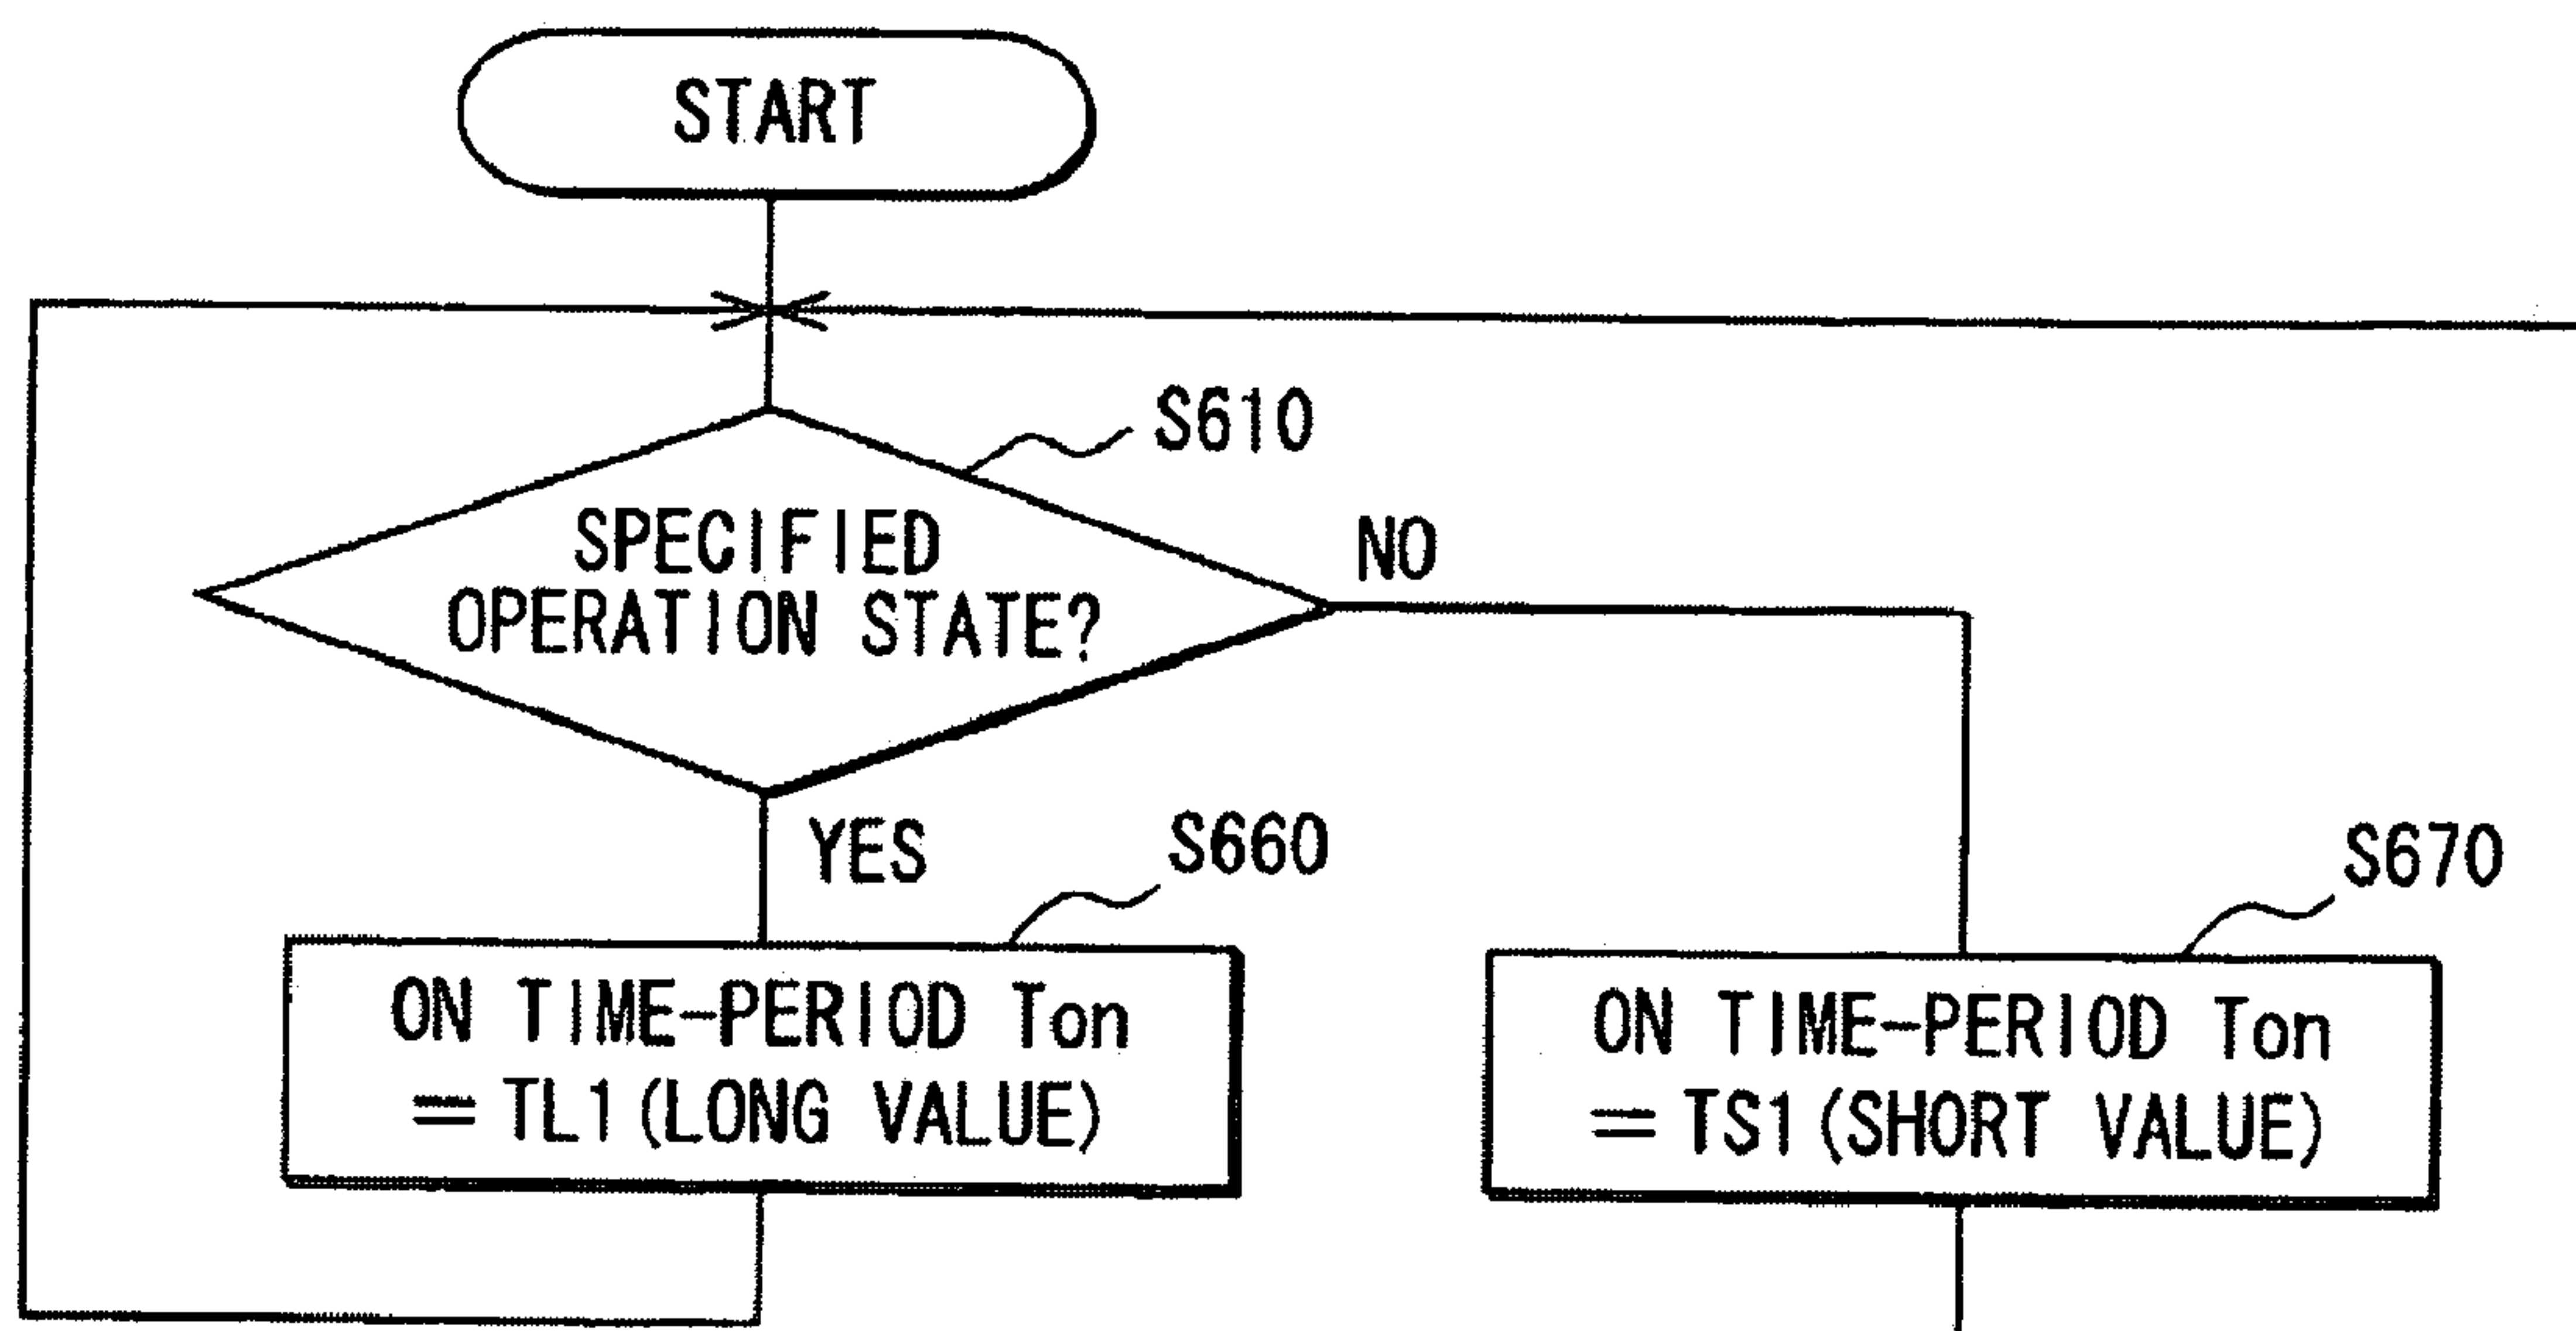 START
S610
SPECIFIED
OPERATION STATE?
NO
YES
S660
S670
ON TIME-PERIOD Ton
=TL1(LONG VALUE)
ON TIME-PERIOD Ton
=TS1(SHORT VALUE)